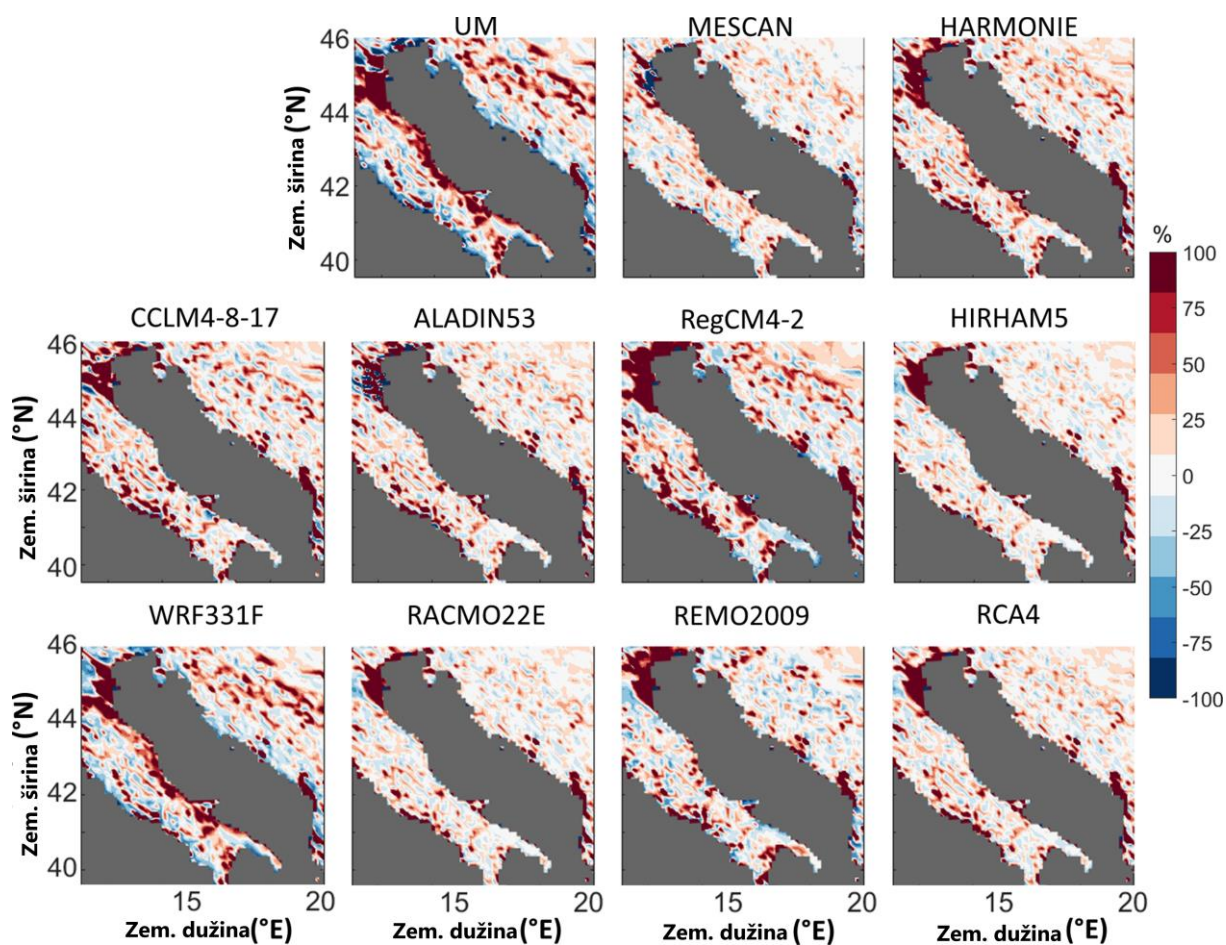 UM MESCAN HARMONIE
46
44
42
40
Zem. širina (°N)
%
100
75
50
25
0
-25
-50
-75
-100
CCLM4-8-17 ALADIN53 RegCM4-2 HIRHAM5
46
44
42
40
Zem. širina (°N)
WRF331F RACMO22E REMO2009 RCA4
46
44
42
40
Zem. širina (°N)
15 20 15 20 15 20 15 20
Zem. dužina (°E) Zem. dužina (°E) Zem. dužina (°E) Zem. dužina (°E)